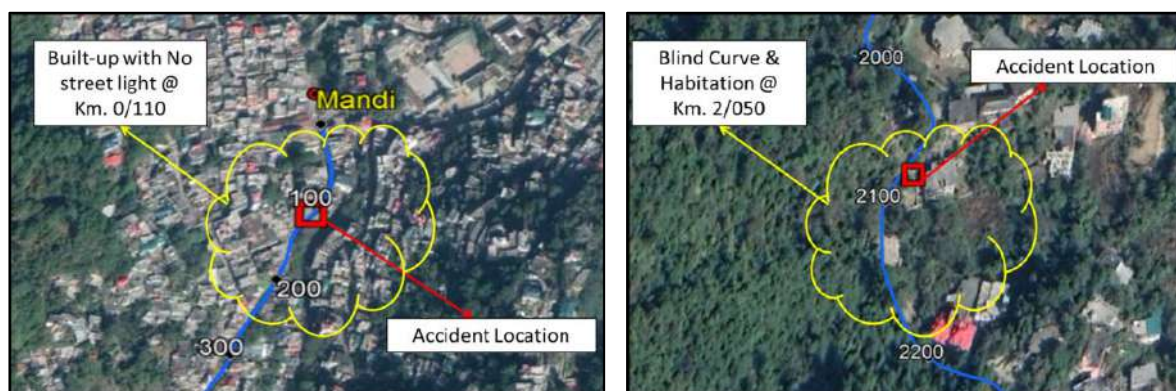 Built-up with No
street light @
Km. 0/110
Mandi
100
200
300
Accident Location
Blind Curve &
Habitation @
Km. 2/050
2000
Accident Location
2100
2200